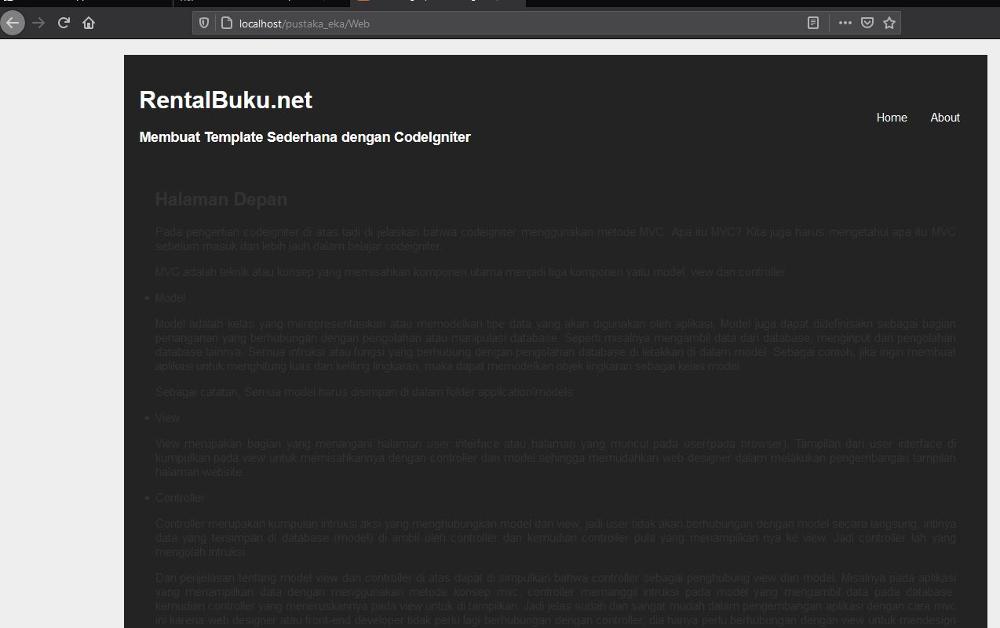 localhost/pustaka_eka/Web
RentalBuku.net
Home About
Membuat Template Sederhana dengan CodeIgniter
Halaman Depan
Pada pengertian codeigniter di atas tadi di jelaskan bahwa codeigniter menggunakan metode MVC. Apa itu MVC? Kita juga harus mengetahui apa itu MVC
sebelum masuk dan lebih jauh dalam belajar codeigniter.
MVC adalah teknik atau konsep yang memisahkan komponen utama menjadi tiga komponen yaitu model, view dan controller.
• Model
Model adalah kelas yang merepresentasikan atau memodelkan tipe data yang akan digunakan oleh aplikasi. Model juga dapat didefinisakn sebagai bagian
penanganan yang berhubungan dengan pengolahan atau manipulasi database. Seperti misalnya mengambil data dari database, menginput dan pengolahan
database lainnya. Semua intruksi atau fungsi yang berhubung dengan pengolahan database di letakkan di dalam model. Sebagai contoh, jika ingin membuat
aplikasi untuk menghitung luas dan keliling lingkaran, maka dapat memodelkan objek lingkaran sebagai kelas model.
Sebagai catatan, Semua model harus disimpan di dalam folder application\models
• View
View merupakan bagian yang menangani halaman user interface atau halaman yang muncul pada user(pada browser). Tampilan dari user interface di
kumpulkan pada view untuk memisahkannya dengan controller dan model sehingga memudahkan web designer dalam melakukan pengembangan tampilan
halaman website.
• Controller
Controller merupakan kumpulan intruksi aksi yang menghubungkan model dan view, jadi user tidak akan berhubungan dengan model secara langsung, intinya
data yang tersimpan di database (model) di ambil oleh controller dan kemudian controller pula yang menampilkan nya ke view. Jadi controller lah yang
mengolah intruksi.
Dari penjelasan tentang model view dan controller di atas dapat di simpulkan bahwa controller sebagai penghubung view dan model. Misalnya pada aplikasi
yang menampilkan data dengan menggunakan metode konsep mvc, controller memanggil intruksi pada model yang mengambil data pada database,
kemudian controller yang meneruskannya pada view untuk di tampilkan. Jadi jelas sudah dan sangat mudah dalam pengembangan aplikasi dengan cara mvc
ini karena web designer atau front-end developer tidak perlu lagi berhubungan dengan controller, dia hanya perlu berhubungan dengan view untuk mendesign